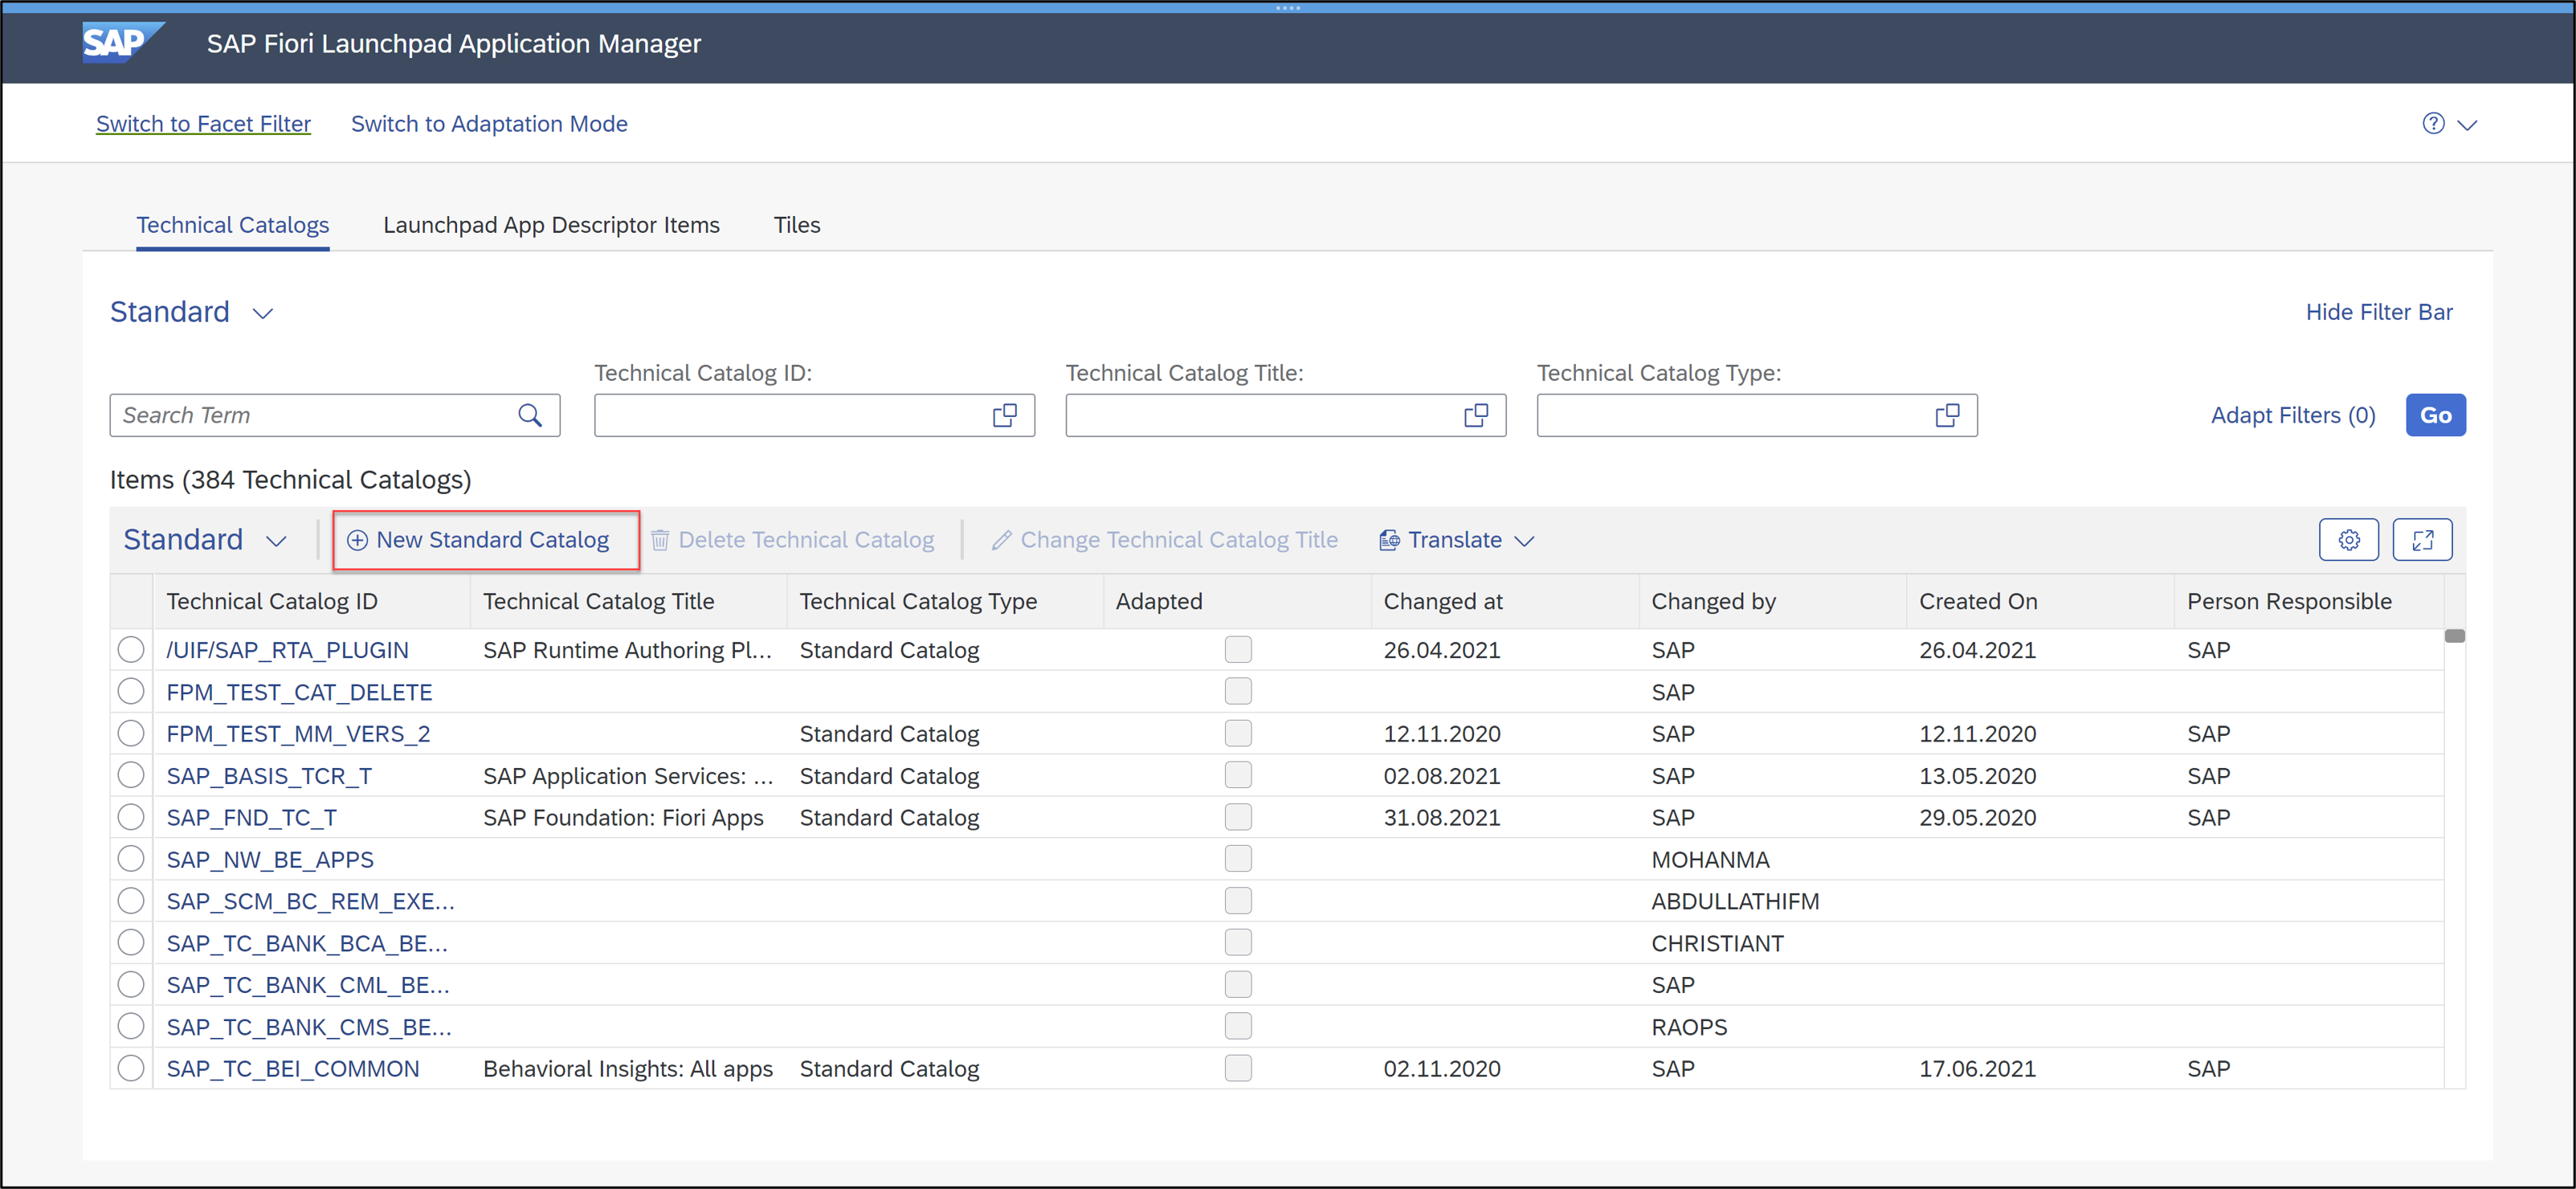 SAP SAP Fiori Launchpad Application Manager
Switch to Facet Filter Switch to Adaptation Mode
Technical Catalogs Launchpad App Descriptor Items Tiles
Standard Hide Filter Bar
Technical Catalog ID: Technical Catalog Title: Technical Catalog Type:
Search Term Adapt Filters (0) Go
Items (384 Technical Catalogs)
Standard New Standard Catalog Delete Technical Catalog Change Technical Catalog Title Translate
Technical Catalog ID Technical Catalog Title Technical Catalog Type Adapted Changed at Changed by Created On Person Responsible
/UIF/SAP_RTA_PLUGIN SAP Runtime Authoring Pl... Standard Catalog 26.04.2021 SAP 26.04.2021 SAP
FPM_TEST_CAT_DELETE SAP
FPM_TEST_MM_VERS_2 Standard Catalog 12.11.2020 SAP 12.11.2020 SAP
SAP_BASIS_TCR_T SAP Application Services: ... Standard Catalog 02.08.2021 SAP 13.05.2020 SAP
SAP_FND_TC_T SAP Foundation: Fiori Apps Standard Catalog 31.08.2021 SAP 29.05.2020 SAP
SAP_NW_BE_APPS MOHANMA
SAP_SCM_BC_REM_EXE... ABDULLATHIFM
SAP_TC_BANK_BCA_BE... CHRISTIANT
SAP_TC_BANK_CML_BE... SAP
SAP_TC_BANK_CMS_BE... RAOPS
SAP_TC_BEI_COMMON Behavioral Insights: All apps Standard Catalog 02.11.2020 SAP 17.06.2021 SAP